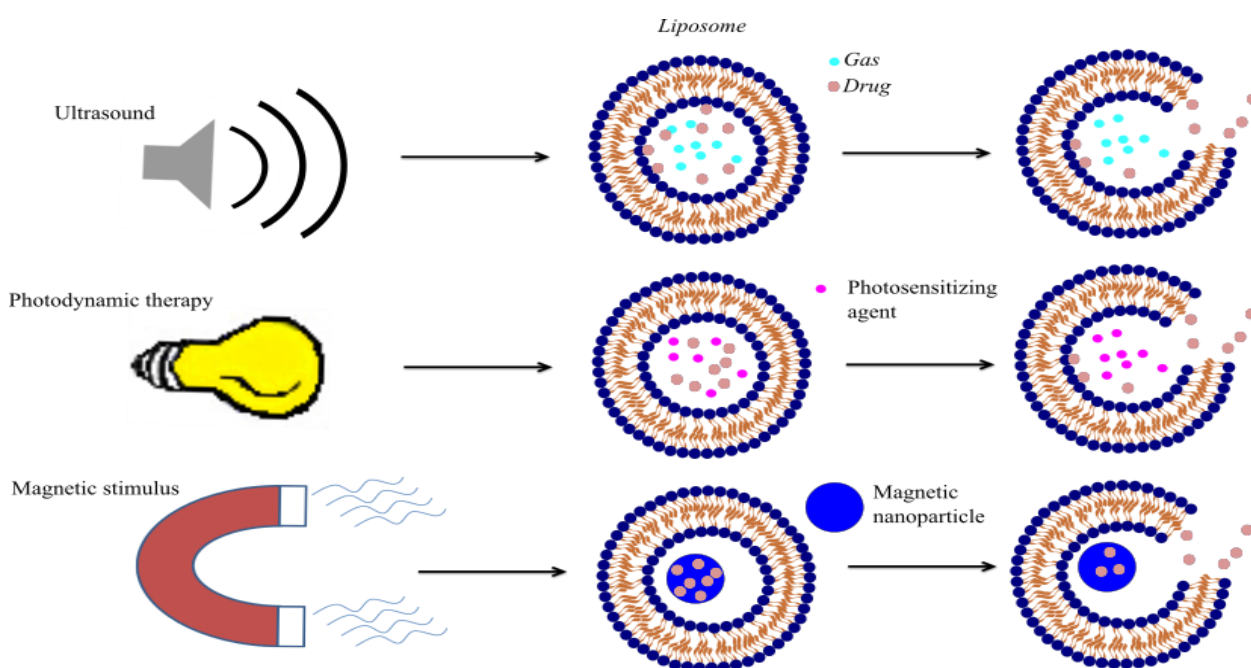 Liposome
Gas
Drug
Ultrasound
Photodynamic therapy
Photosensitizing
agent
Magnetic stimulus
Magnetic
nanoparticle